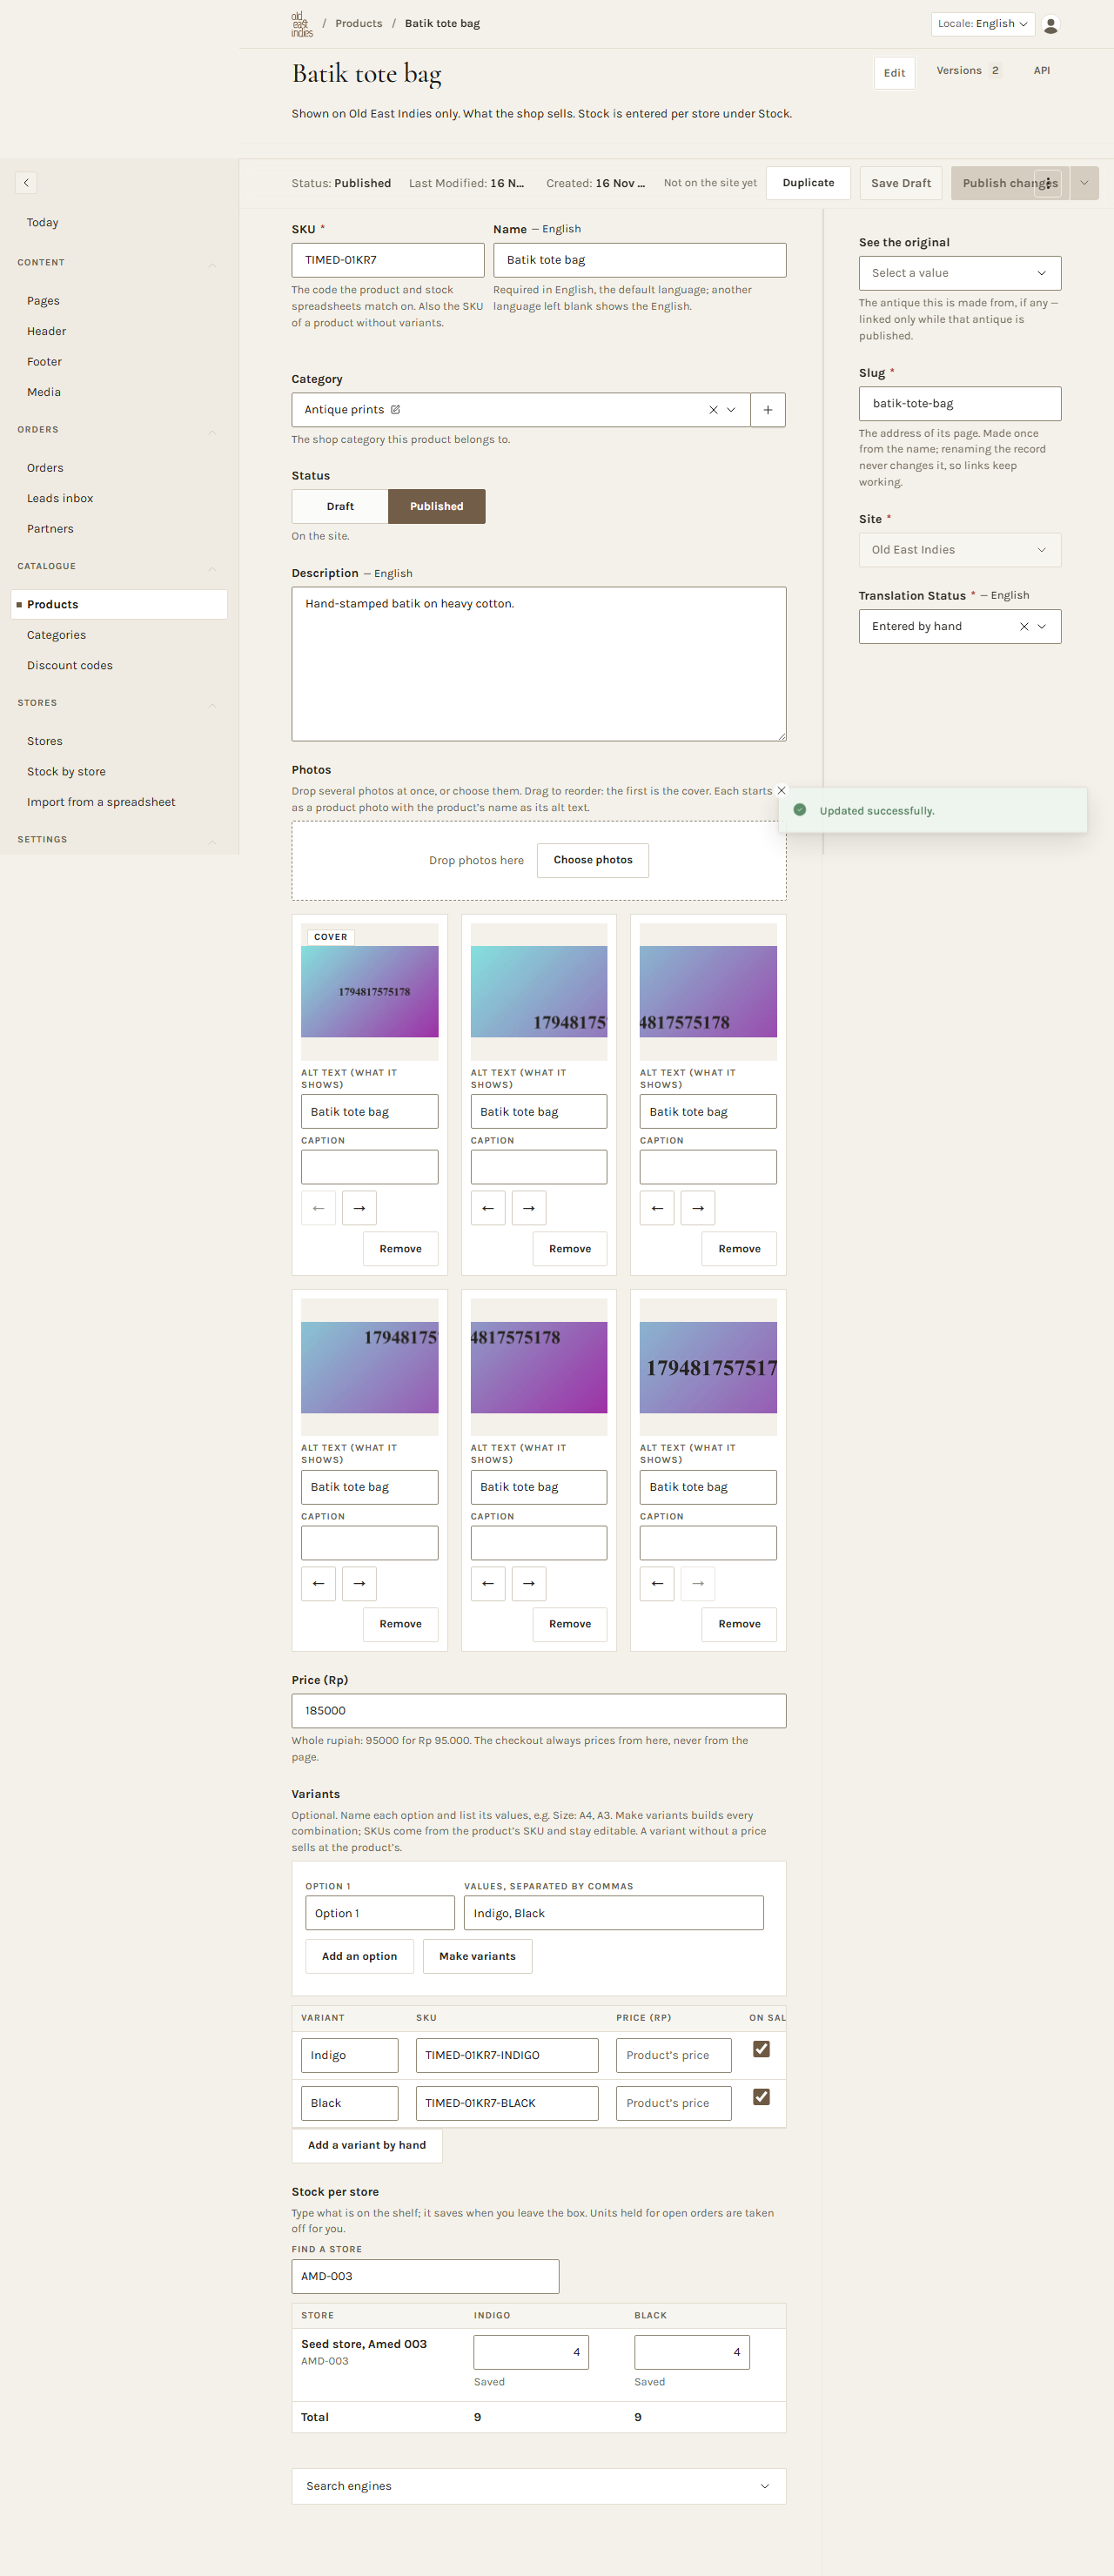 old east indies / Products / Batik tote bag
Locale: English
Batik tote bag
Edit Versions 2 API
Shown on Old East Indies only. What the shop sells. Stock is entered per store under Stock.
Status: Published Last Modified: 16 N... Created: 16 Nov ... Not on the site yet Duplicate Save Draft Publish changes
Today
CONTENT
Pages
Header
Footer
Media
ORDERS
Orders
Leads inbox
Partners
CATALOGUE
Products
Categories
Discount codes
STORES
Stores
Stock by store
Import from a spreadsheet
SETTINGS
SKU *
TIMED-01KR7
The code the product and stock
spreadsheets match on. Also the SKU
of a product without variants.
Name — English
Batik tote bag
Required in English, the default language; another
language left blank shows the English.
Category
Antique prints
The shop category this product belongs to.
Status
Draft Published
On the site.
Description — English
Hand-stamped batik on heavy cotton.
Photos
Drop several photos at once, or choose them. Drag to reorder: the first is the cover. Each starts
as a product photo with the product's name as its alt text.
Drop photos here Choose photos
COVER
1794817575178 17948175 4817575178
ALT TEXT (WHAT IT SHOWS) ALT TEXT (WHAT IT SHOWS) ALT TEXT (WHAT IT SHOWS)
Batik tote bag Batik tote bag Batik tote bag
CAPTION CAPTION CAPTION
← → ← → ← →
Remove Remove Remove
17948175 4817575178 179481757517
ALT TEXT (WHAT IT SHOWS) ALT TEXT (WHAT IT SHOWS) ALT TEXT (WHAT IT SHOWS)
Batik tote bag Batik tote bag Batik tote bag
CAPTION CAPTION CAPTION
← → ← → ← →
Remove Remove Remove
Price (Rp)
185000
Whole rupiah: 95000 for Rp 95.000. The checkout always prices from here, never from the
page.
Variants
Optional. Name each option and list its values, e.g. Size: A4, A3. Make variants builds every
combination; SKUs come from the product's SKU and stay editable. A variant without a price
sells at the product's.
OPTION 1 VALUES, SEPARATED BY COMMAS
Option 1 Indigo, Black
Add an option Make variants
VARIANT SKU PRICE (RP) ON SAL
Indigo TIMED-01KR7-INDIGO Product's price
Black TIMED-01KR7-BLACK Product's price
Add a variant by hand
Stock per store
Type what is on the shelf; it saves when you leave the box. Units held for open orders are taken
off for you.
FIND A STORE
AMD-003
STORE INDIGO BLACK
Seed store, Amed 003 4 4
AMD-003 Saved Saved
Total 9 9
Search engines
See the original
Select a value
The antique this is made from, if any —
linked only while that antique is
published.
Slug *
batik-tote-bag
The address of its page. Made once
from the name; renaming the record
never changes it, so links keep
working.
Site *
Old East Indies
Translation Status * — English
Entered by hand
Updated successfully.